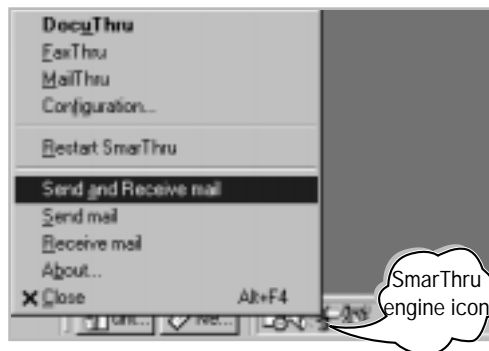 DocuThru
FaxThru
MailThru
Configuration...
Restart SmarThru
Send and Receive mail
Send mail
Receive mail
About...
Close Alt+F4
SmarThru
engine icon